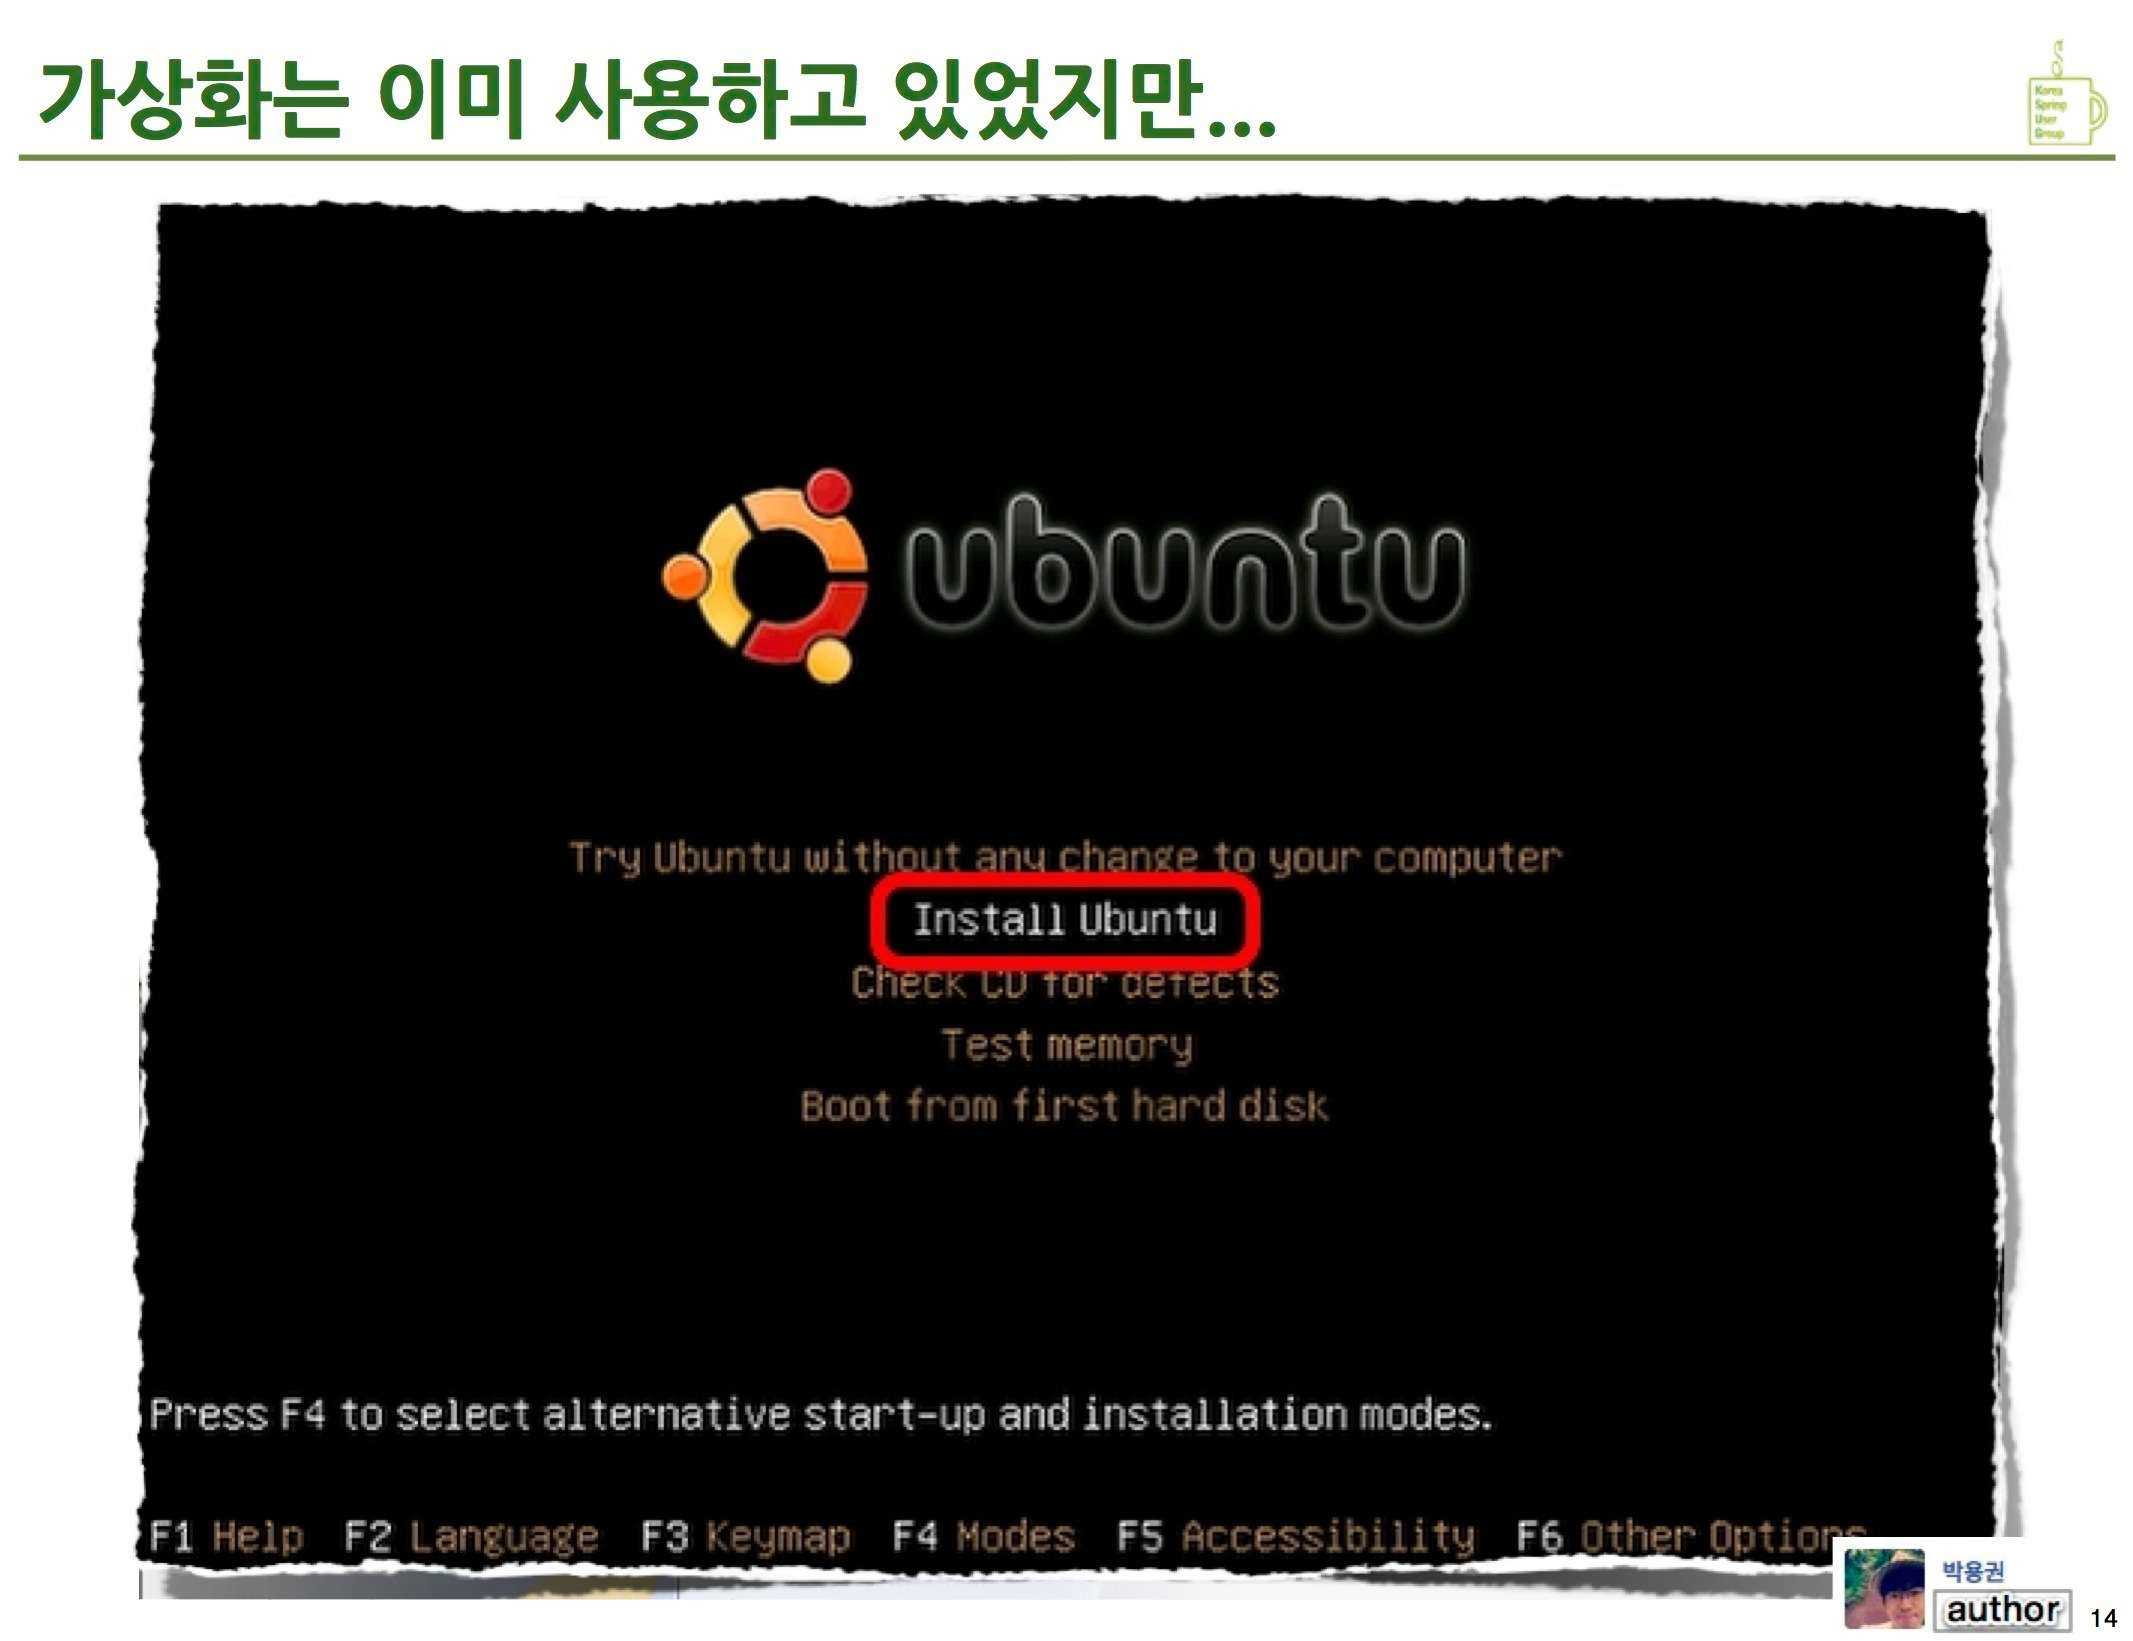 가상화는 이미 사용하고 있었지만...
Korea
Spring
User
Group
ubuntu
Try Ubuntu without any change to your computer
Install Ubuntu
Check CD for defects
Test memory
Boot from first hard disk
Press F4 to select alternative start-up and installation modes.
F1 Help F2 Language F3 Keymap F4 Modes F5 Accessibility F6 Other Options
박용권
author
14